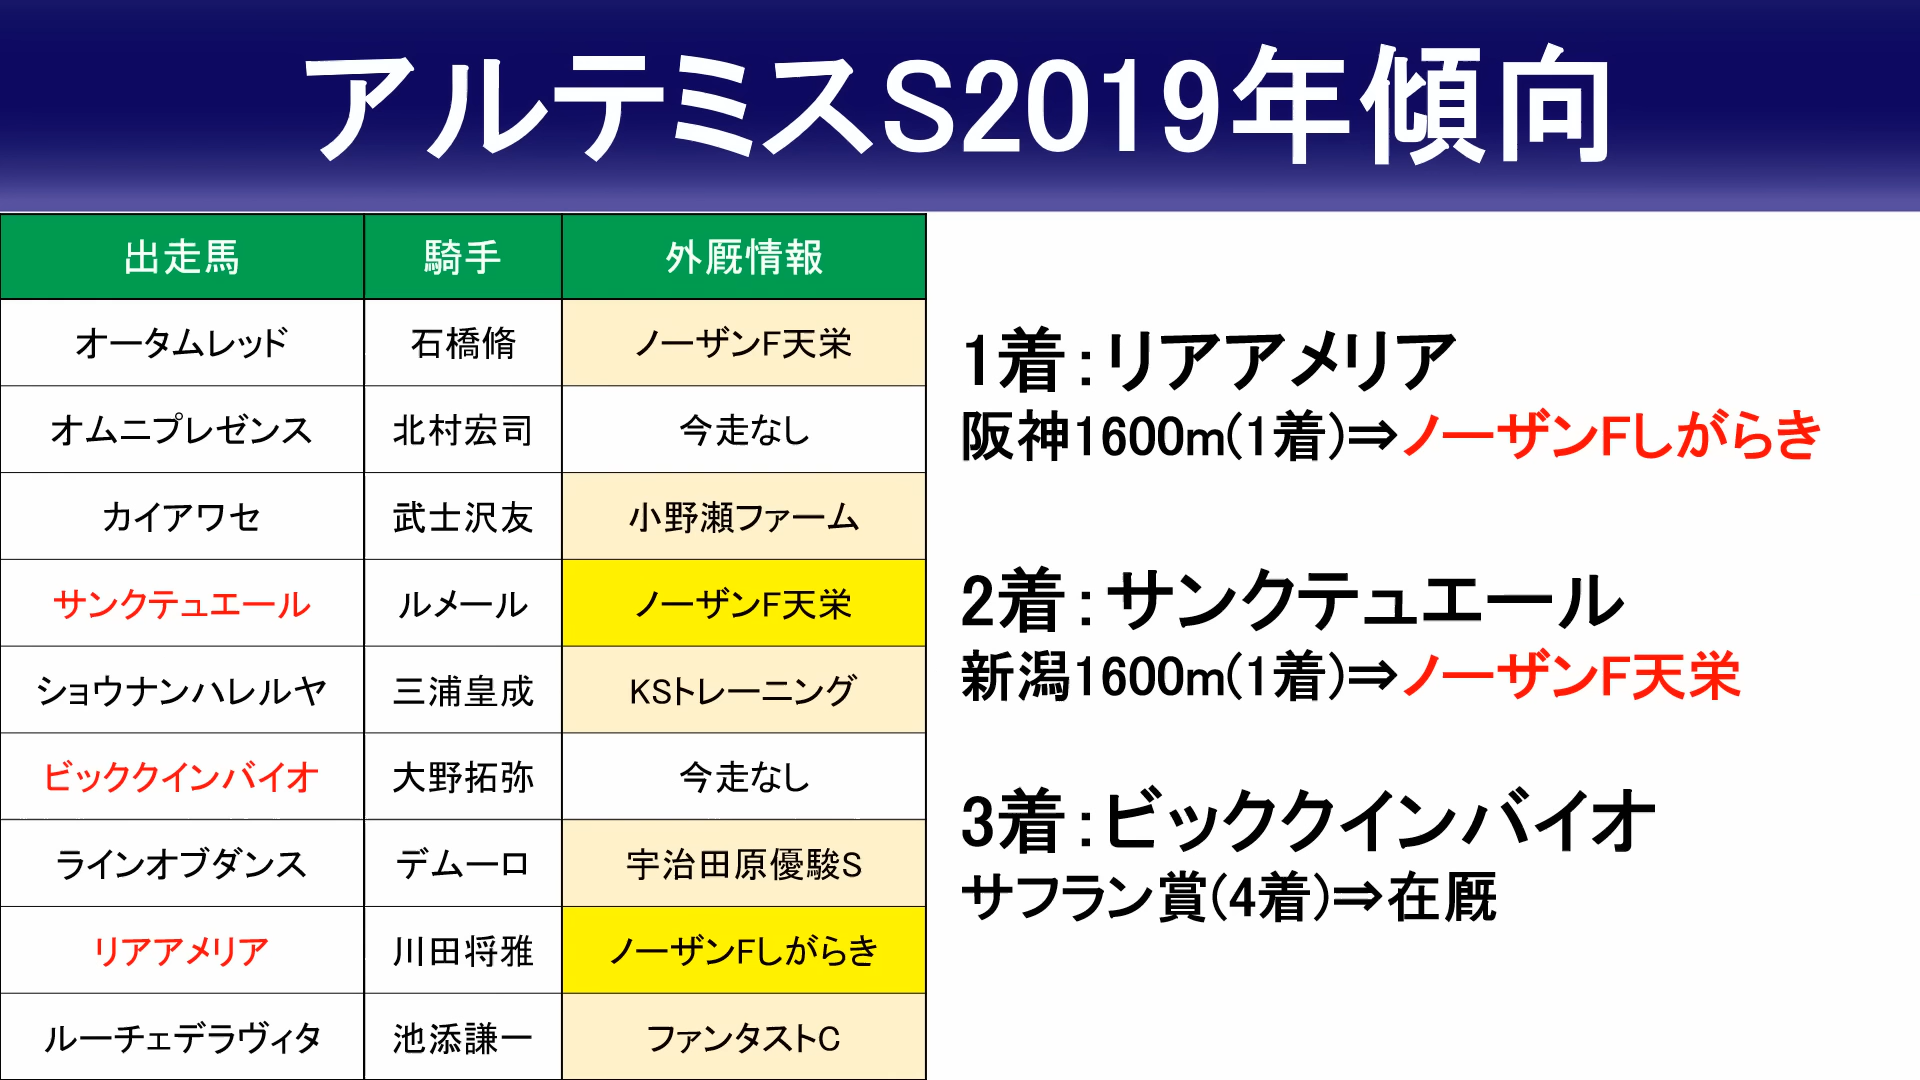 アルテミスS2019年傾向
出走馬 騎手 外厩情報
オータムレッド 石橋脩 ノーザンF天栄
オムニプレゼンス 北村宏司 今走なし
カイアワセ 武士沢友 小野瀬ファーム
サンクテュエール ルメール ノーザンF天栄
ショウナンハレルヤ 三浦皇成 KSトレーニング
ビッククインバイオ 大野拓弥 今走なし
ラインオブダンス デムーロ 宇治田原優駿S
リアアメリア 川田将雅 ノーザンFしがらき
ルーチェデラヴィタ 池添謙一 ファンタストC
1着：リアアメリア
阪神1600m(1着)⇒ノーザンFしがらき
2着：サンクテュエール
新潟1600m(1着)⇒ノーザンF天栄
3着：ビッククインバイオ
サフラン賞(4着)⇒在厩